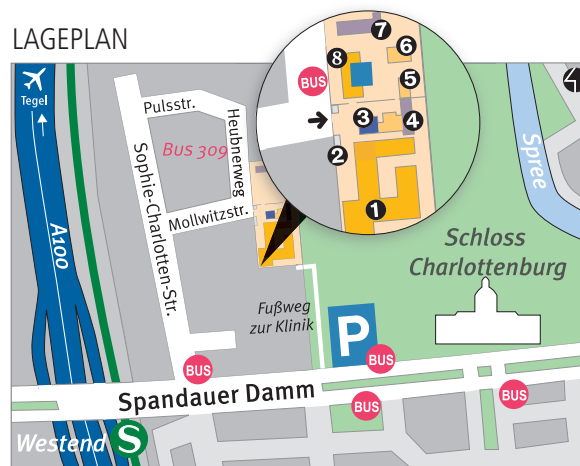 LAGEPLAN
Tegel
A100
Pulsstr.
Heubnerweg
Bus 309
Sophie-Charlotten-Str.
Mollwitzstr.
BUS
7
8
6
5
3
4
2
1
4
Spree
Schloss
Charlottenburg
Fußweg
zur Klinik
P
BUS
BUS
BUS
BUS
Spandauer Damm
Westend
S